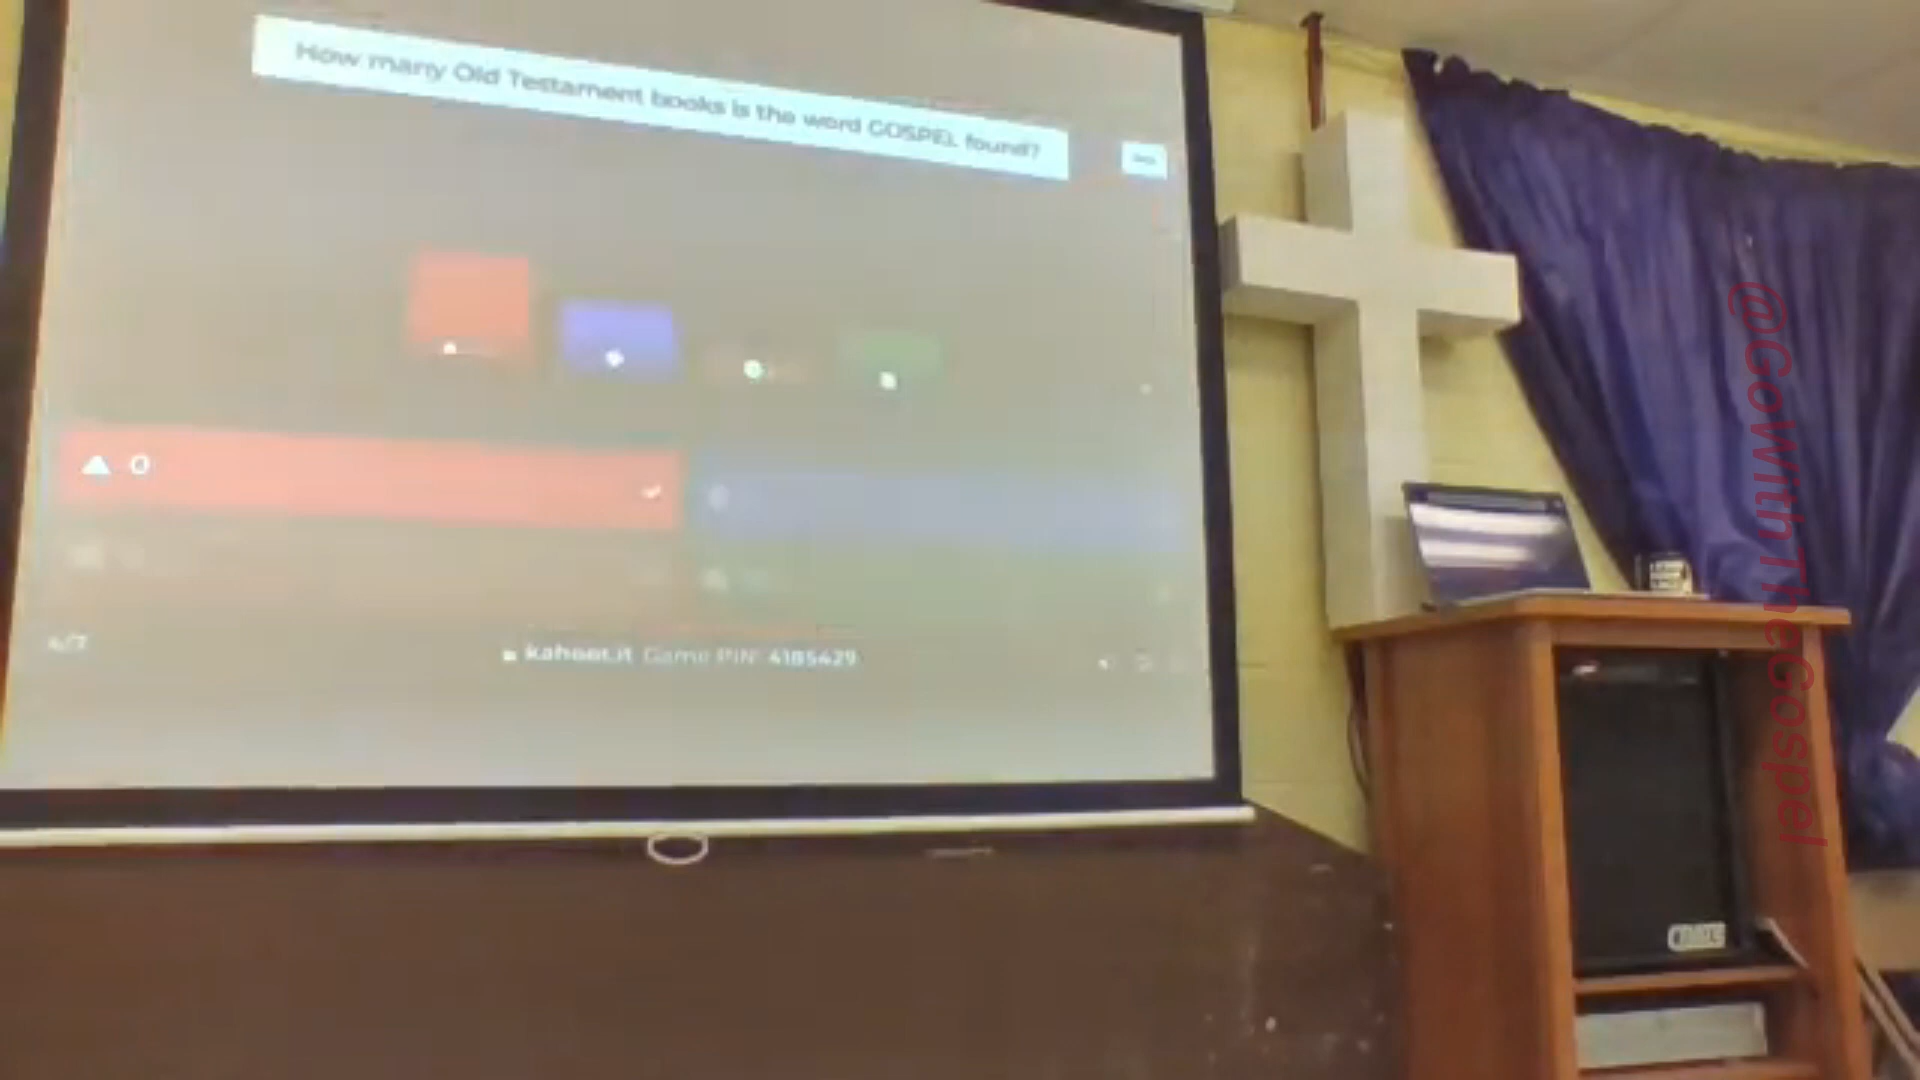 How many Old Testament books is the word GOSPEL found?
0
kahoot.it Game PIN: 4185429
@GoWithTheGospel